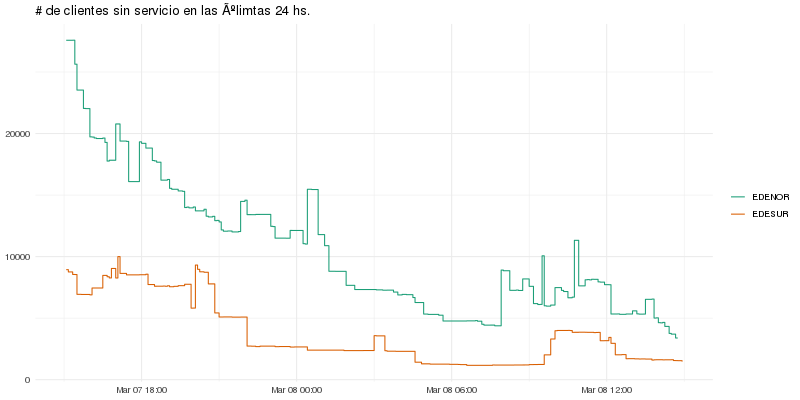 # de clientes sin servicio en las Ãºlimtas 24 hs.
20000
10000
0
Mar 07 18:00
Mar 08 00:00
Mar 08 06:00
Mar 08 12:00
EDENOR
EDESUR